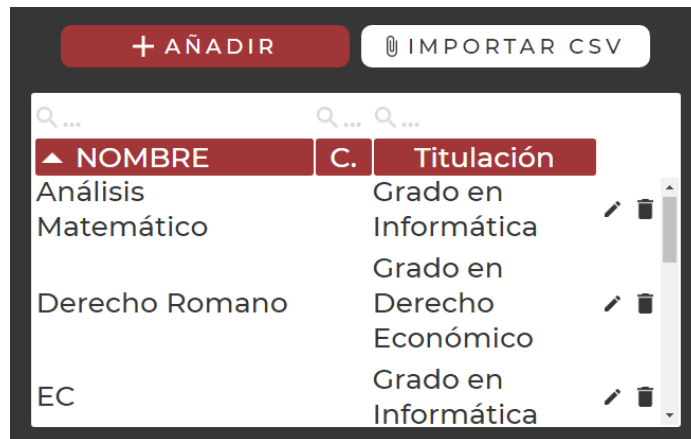 + AÑADIR
IMPORTAR CSV
... ... ...
NOMBRE C. Titulación
Análisis
Matemático
Grado en
Informática
Derecho Romano
Grado en
Derecho
Económico
EC
Grado en
Informática